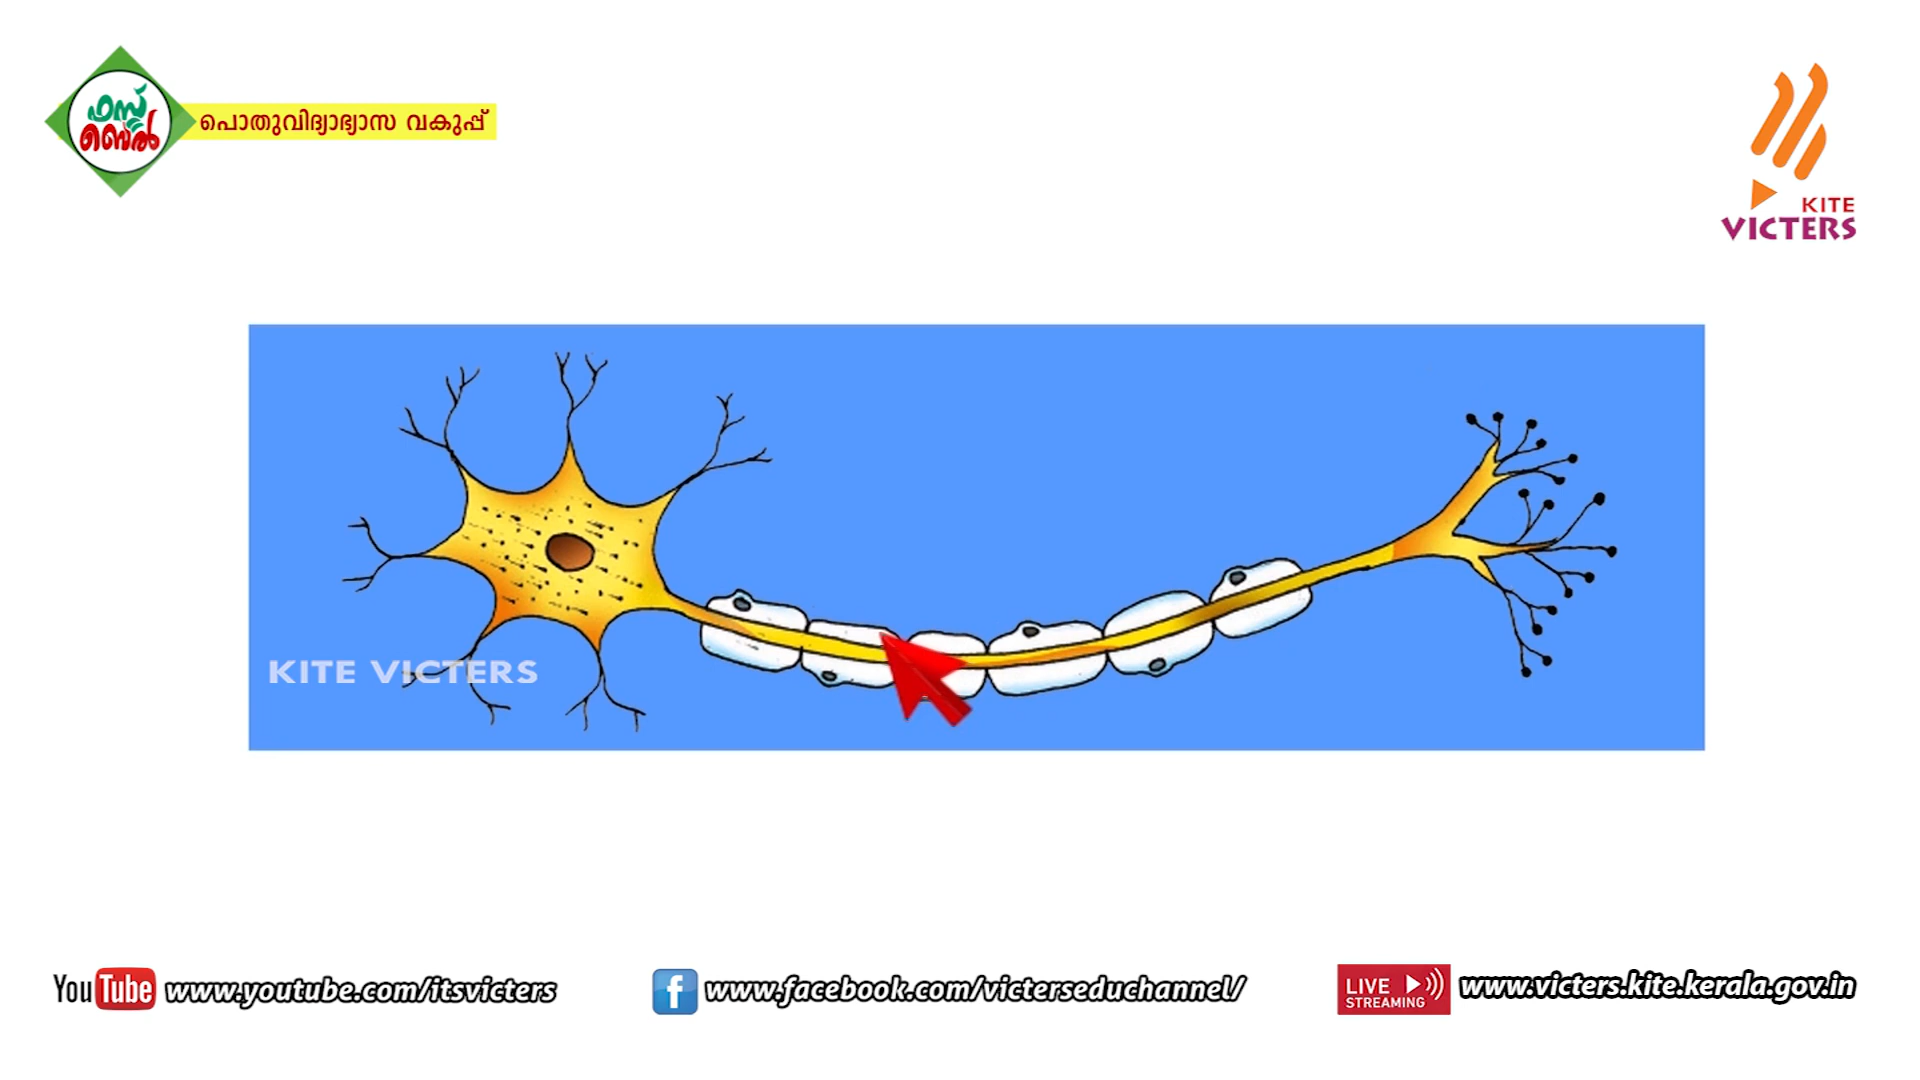 ഫസ്റ്റ്
ബെൽ
പൊതുവിദ്യാഭ്യാസ വകുപ്പ്
KITE
VICTERS
KITE VICTERS
YouTube www.youtube.com/itsvicters
f www.facebook.com/victerseduchannel/
LIVE
STREAMING
www.victers.kite.kerala.gov.in